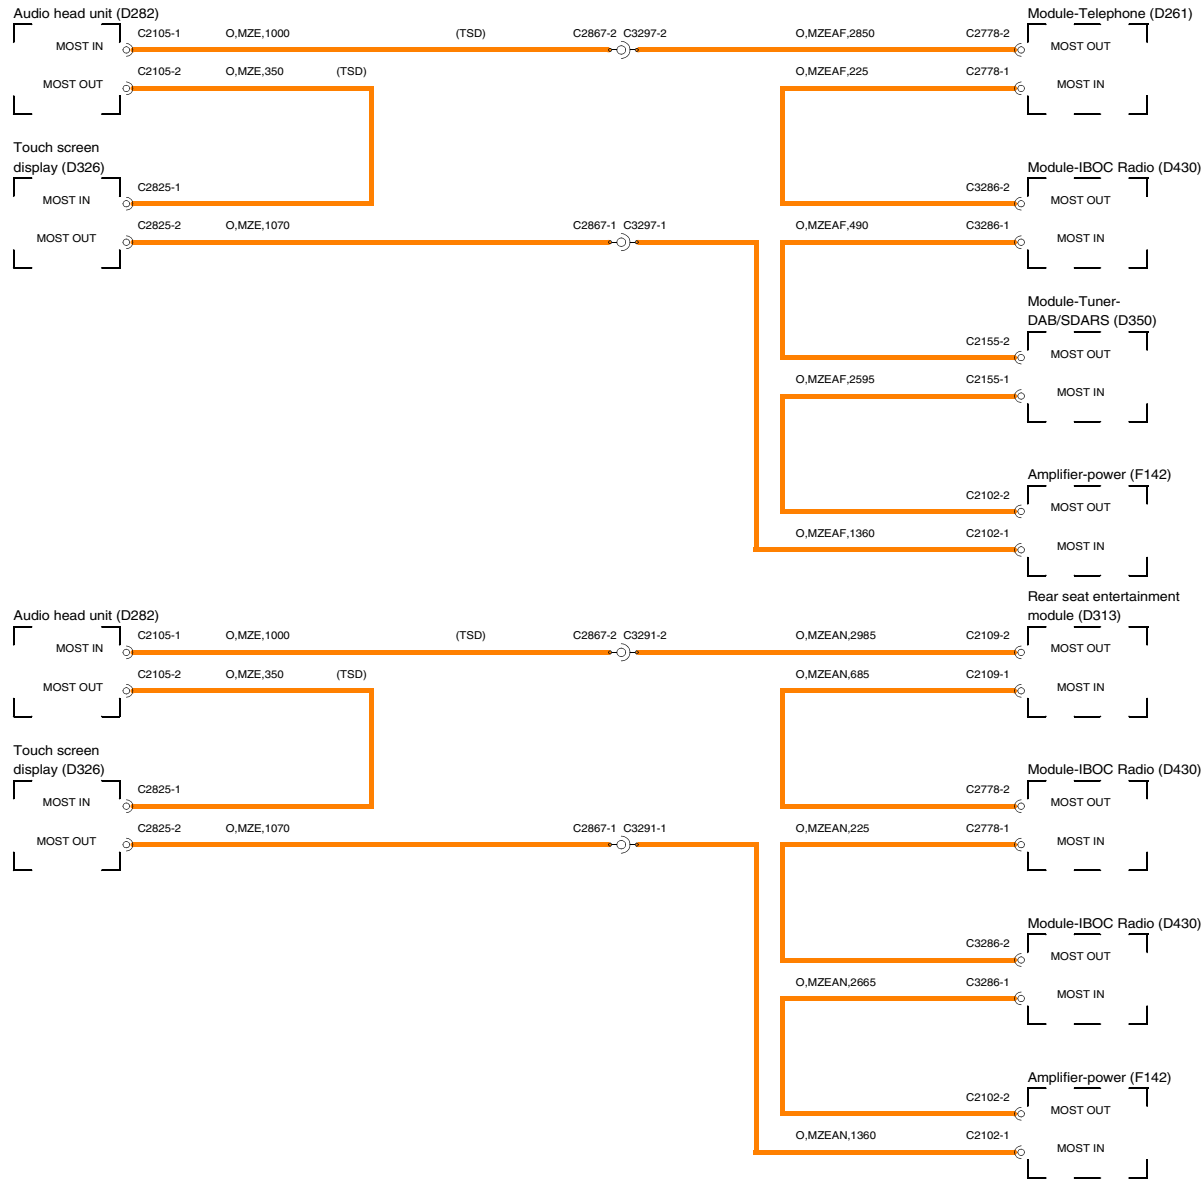 Audio head unit (D282)
Module-Telephone (D261)
C2105-1 O,MZE,1000 (TSD) C2867-2 C3297-2 O,MZEAF,2850 C2778-2
MOST IN MOST OUT
C2105-2 O,MZE,350 (TSD) O,MZEAF,225 C2778-1
MOST OUT MOST IN
Touch screen
display (D326)
Module-IBOC Radio (D430)
C2825-1 C3286-2
MOST IN MOST OUT
C2825-2 O,MZE,1070 C2867-1 C3297-1 O,MZEAF,490 C3286-1
MOST OUT MOST IN
Module-Tuner-
DAB/SDARS (D350)
C2155-2
MOST OUT
O,MZEAF,2595 C2155-1
MOST IN
Amplifier-power (F142)
C2102-2
MOST OUT
O,MZEAF,1360 C2102-1
MOST IN
Audio head unit (D282)
Rear seat entertainment
module (D313)
C2105-1 O,MZE,1000 (TSD) C2867-2 C3291-2 O,MZEAN,2985 C2109-2
MOST IN MOST OUT
C2105-2 O,MZE,350 (TSD) O,MZEAN,685 C2109-1
MOST OUT MOST IN
Touch screen
display (D326)
Module-IBOC Radio (D430)
C2825-1 C2778-2
MOST IN MOST OUT
C2825-2 O,MZE,1070 C2867-1 C3291-1 O,MZEAN,225 C2778-1
MOST OUT MOST IN
Module-IBOC Radio (D430)
C3286-2
MOST OUT
O,MZEAN,2665 C3286-1
MOST IN
Amplifier-power (F142)
C2102-2
MOST OUT
O,MZEAN,1360 C2102-1
MOST IN